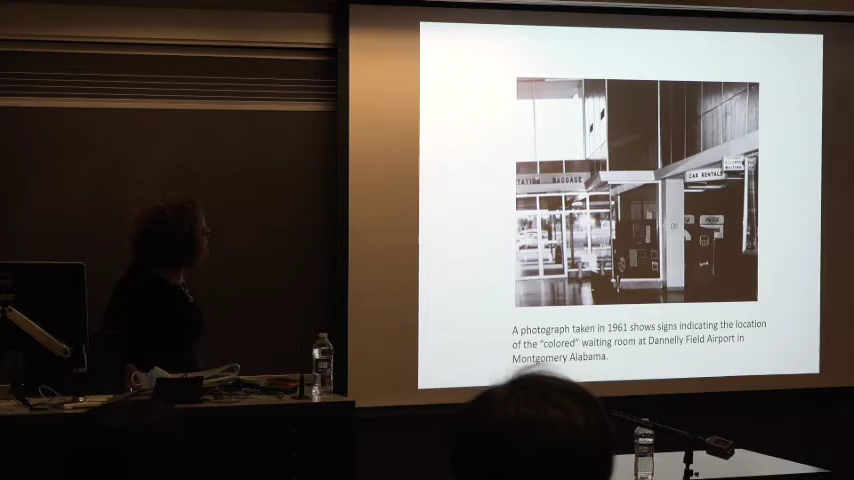 TATION BAGGAGE
CAR RENTALS
A photograph taken in 1961 shows signs indicating the location
of the “colored” waiting room at Dannelly Field Airport in
Montgomery Alabama.